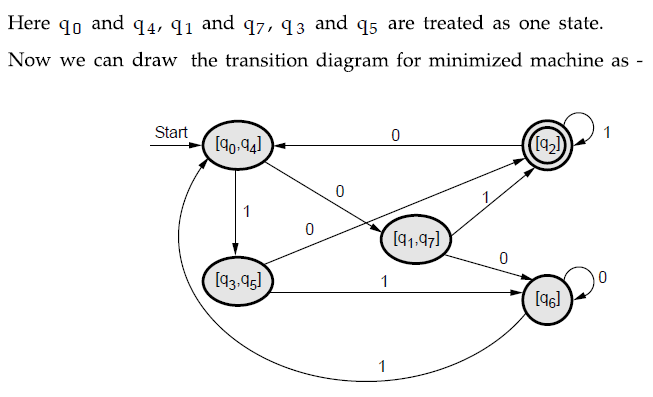 Here q0 and q4, q1 and q7, q3 and q5 are treated as one state.
Now we can draw the transition diagram for minimized machine as -
Start
[q0,q4]
0
[q2]
1
0
1
1
0
[q1,q7]
0
[q3,q5]
1
0
[q6]
1